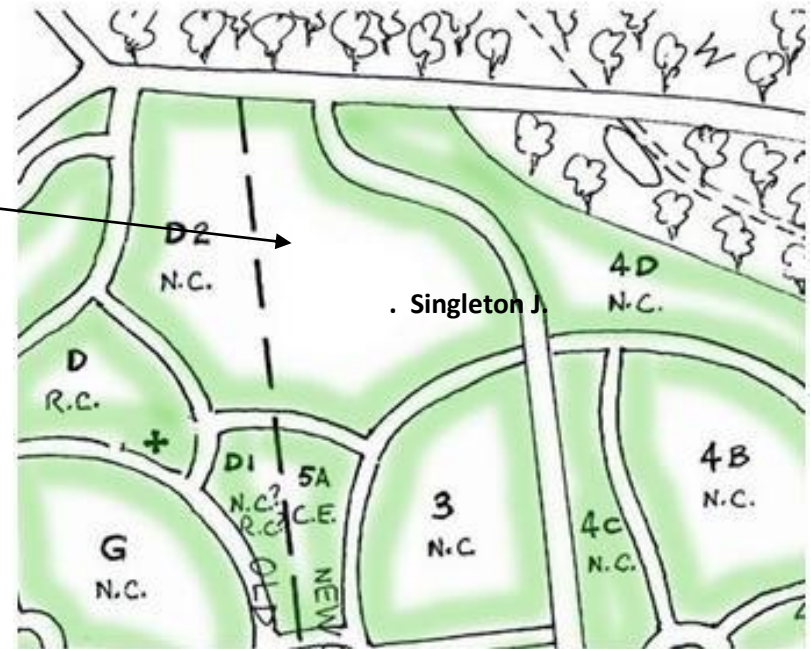 D2
N.C.
. Singleton J.
4D
N.C.
D
R.C.
D1
N.C.?
R.C.?
5A
C.E.
OLD
NEW
3
N.C.
4C
N.C.
4B
N.C.
G
N.C.